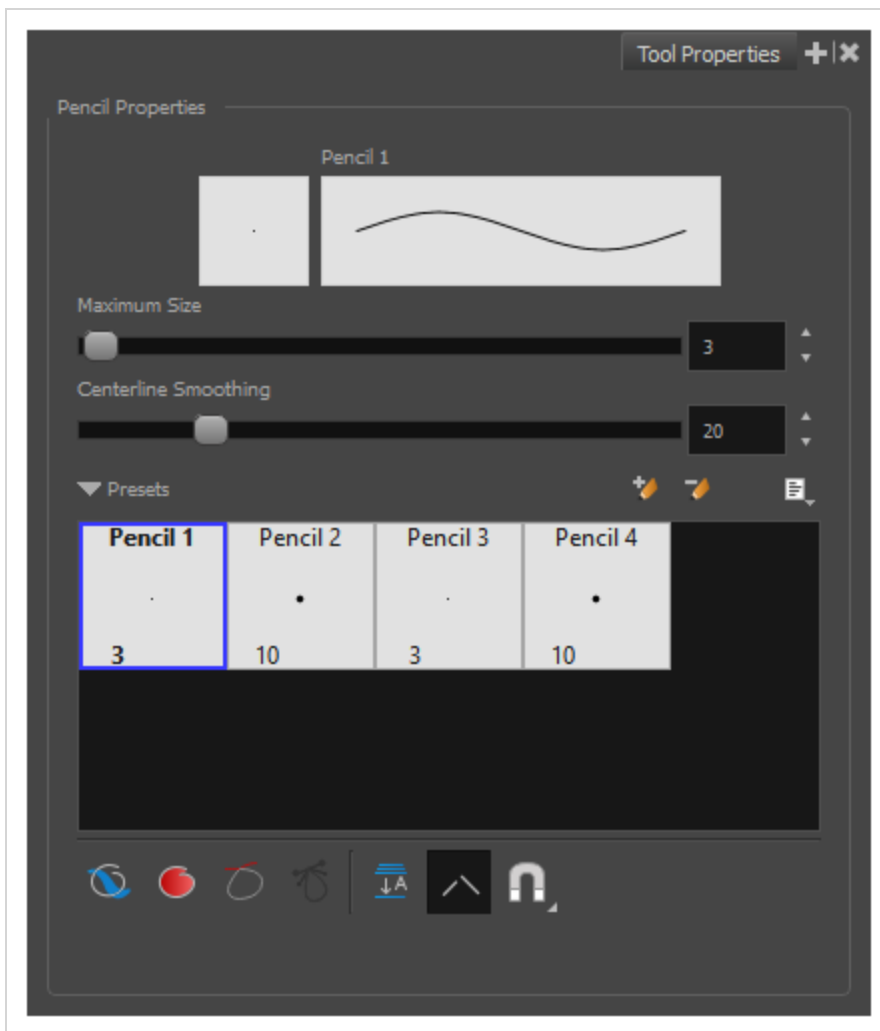 Tool Properties
Pencil Properties
Pencil 1
Maximum Size
3
Centerline Smoothing
20
Presets
Pencil 1 Pencil 2 Pencil 3 Pencil 4
3 10 3 10
A